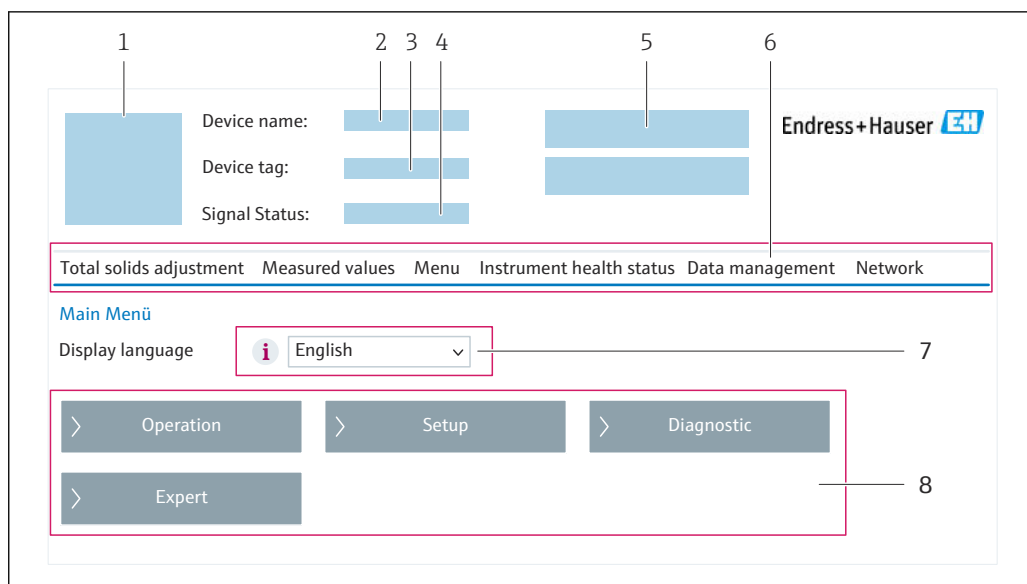 1 2 3 4 5 6
Device name:
Endress+Hauser EH
Device tag:
Signal Status:
Total solids adjustment Measured values Menu Instrument health status Data management Network
Main Menü
Display language i English 7
Operation Setup Diagnostic
Expert 8